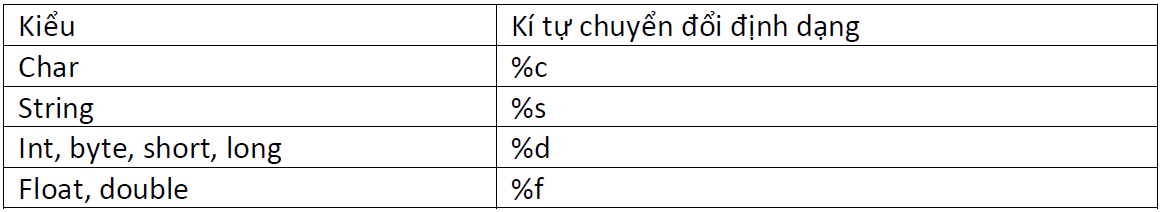 Kiểu Kí tự chuyển đổi định dạng
Char %c
String %s
Int, byte, short, long %d
Float, double %f